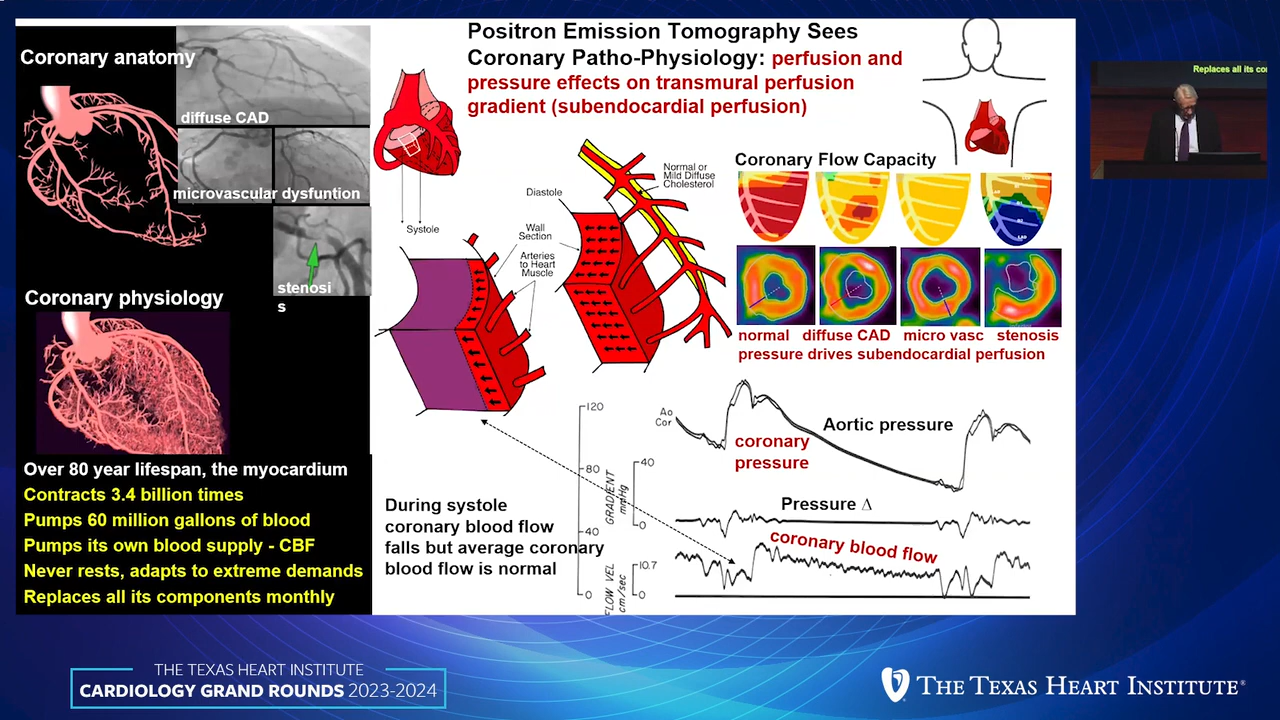 Positron Emission Tomography Sees
Coronary Patho-Physiology: perfusion and
pressure effects on transmural perfusion
gradient (subendocardial perfusion)
Coronary anatomy
diffuse CAD
microvascular dysfuntion
stenosi
s
Coronary physiology
Over 80 year lifespan, the myocardium
Contracts 3.4 billion times
Pumps 60 million gallons of blood
Pumps its own blood supply - CBF
Never rests, adapts to extreme demands
Replaces all its components monthly
Systole
Diastole
Wall
Section
Arteries
to Heart
Muscle
Normal or
Mild Diffuse
Cholesterol
Coronary Flow Capacity
normal diffuse CAD micro vasc stenosis
pressure drives subendocardial perfusion
Ao
Cor
120
80
40
0
40
0
GRADIENT
mmHg
10.7
0
FLOW VEL
cm/sec
Aortic pressure
coronary
pressure
Pressure Δ
coronary blood flow
During systole
coronary blood flow
falls but average coronary
blood flow is normal
Replaces all its co
THE TEXAS HEART INSTITUTE
CARDIOLOGY GRAND ROUNDS 2023-2024
THE TEXAS HEART INSTITUTE®